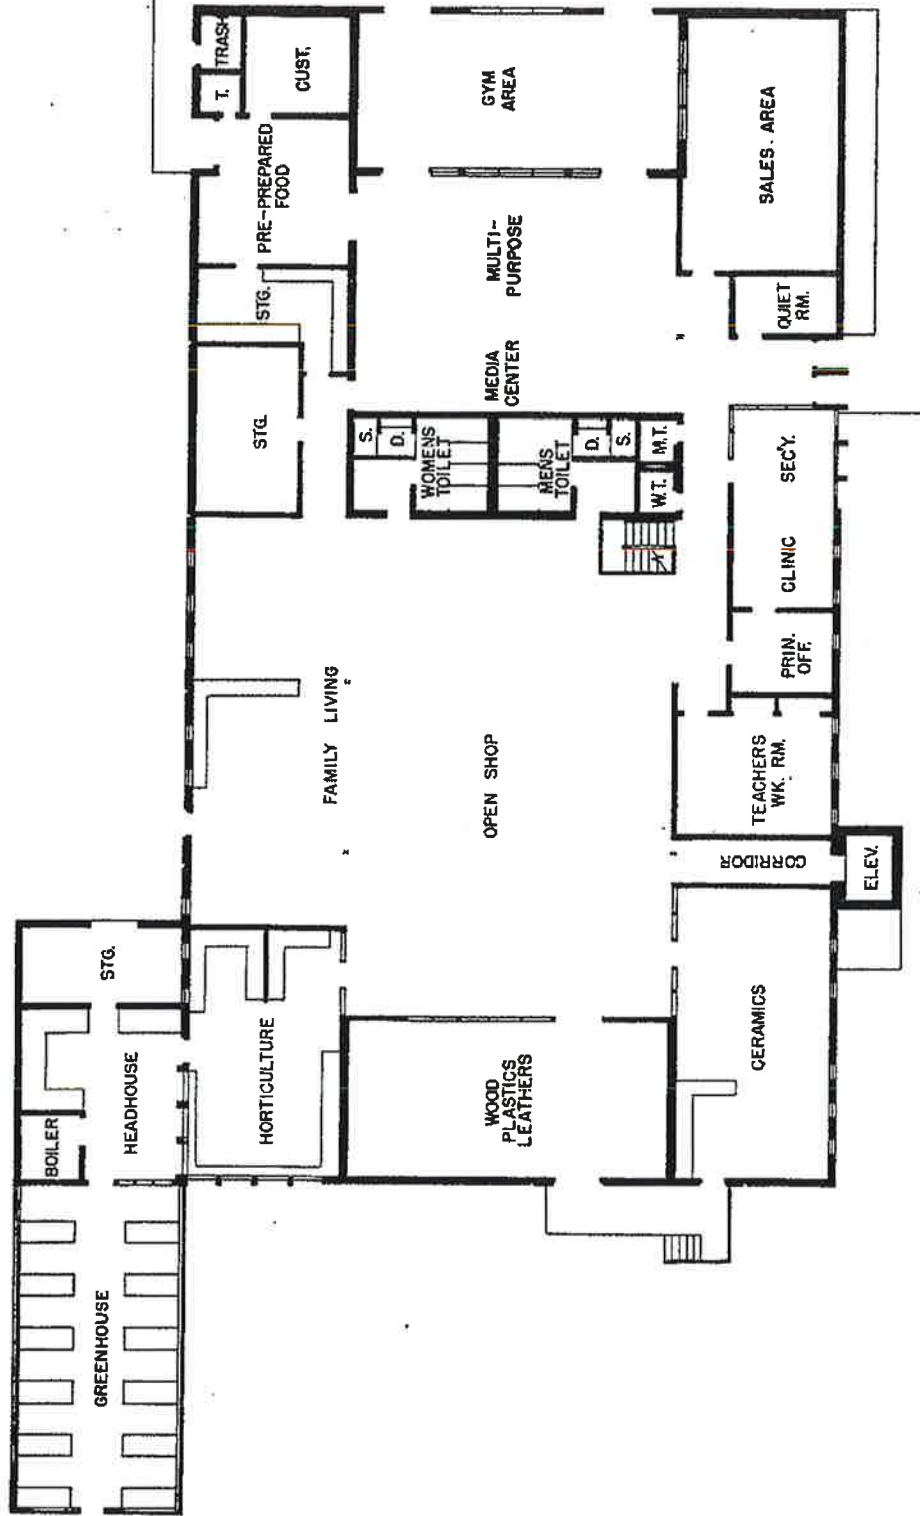 TRASH
T.
CUST.
PRE-PREPARED
FOOD
STG.
STG.
GYM
AREA
MULTI-
PURPOSE
MEDIA
CENTER
SALES. AREA
QUIET
RM.
S.
D.
WOMENS
TOILET
MENS
TOILET
D.
S.
M.T.
W.T.
SEC'Y.
CLINIC
PRIN.
OFF.
TEACHERS
WK. RM.
CORRIDOR
ELEV.
FAMILY LIVING
OPEN SHOP
STG.
HEADHOUSE
BOILER
HORTICULTURE
WOOD
PLASTICS
LEATHERS
CERAMICS
GREENHOUSE